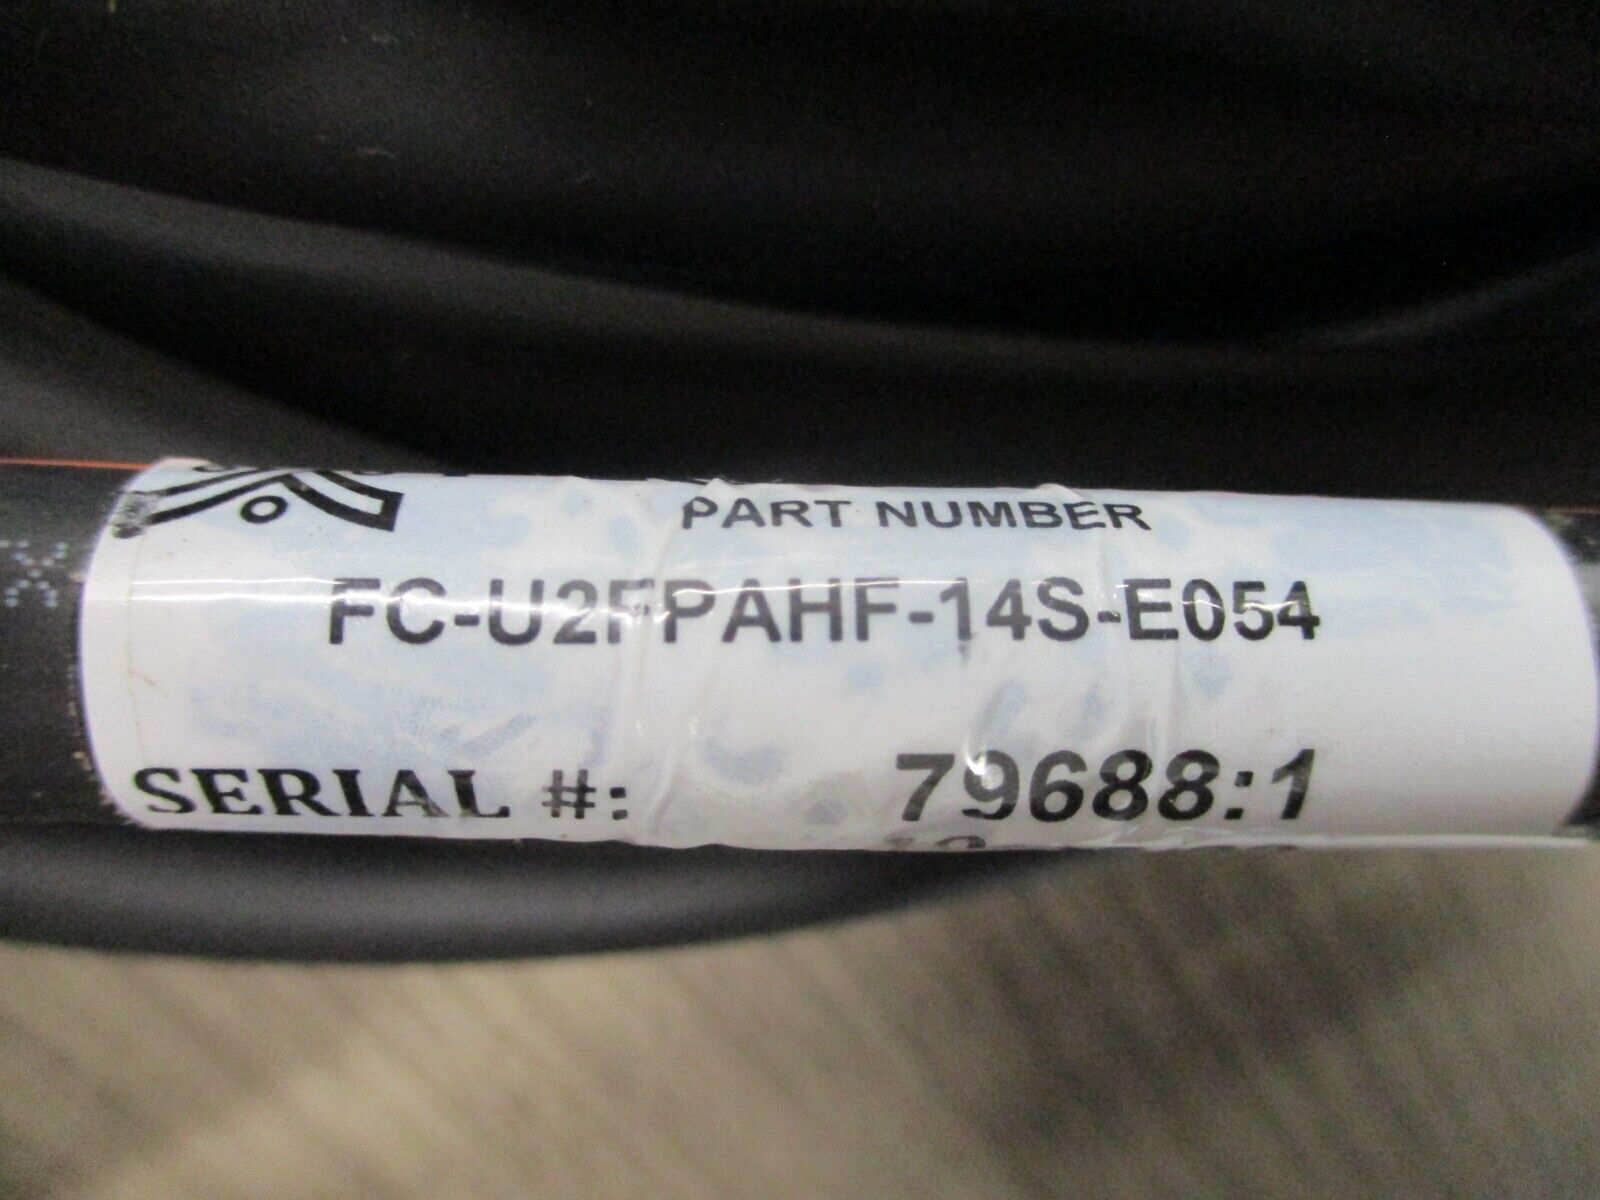 PART NUMBER
FC-U2FPAHF-14S-E054
SERIAL #: 79688:1